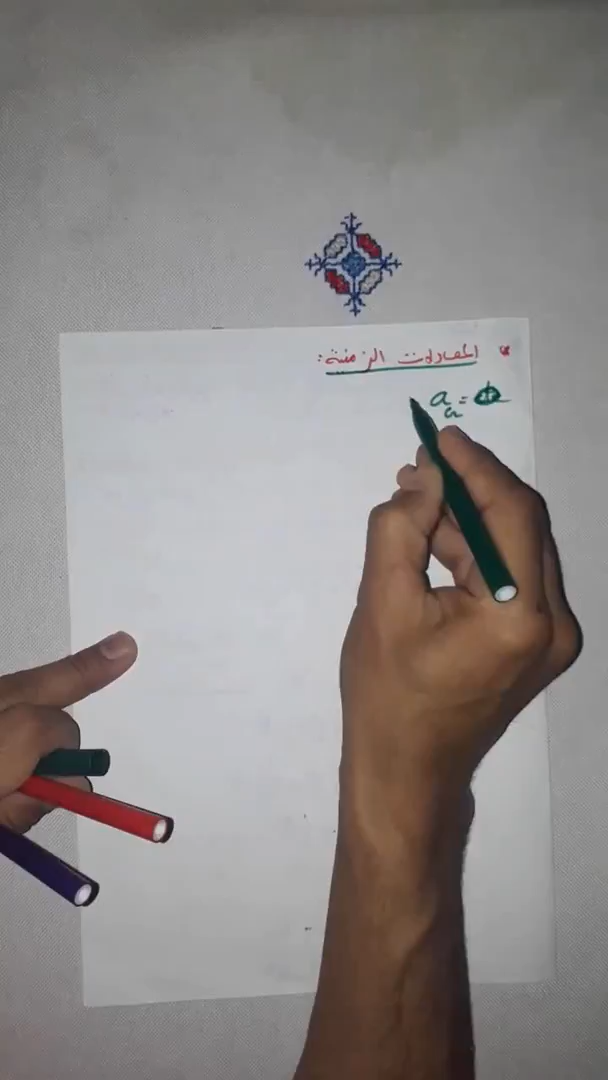 * المعادلات الزمنية:
a =